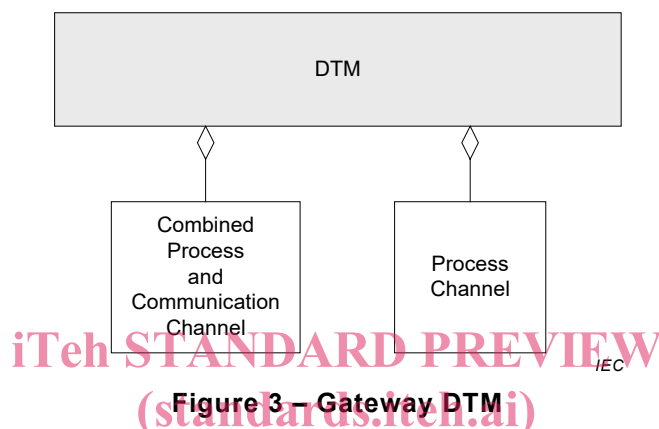 DTM
Combined
Process
and
Communication
Channel
Process
Channel
iTeh STANDARD PREVIEW
IEC
Figure 3 – Gateway DTM
(standards.iteh.ai)